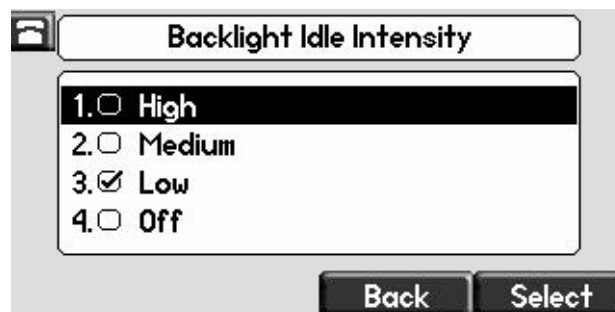 Backlight Idle Intensity
1. High
2. Medium
3. Low
4. Off
Back Select